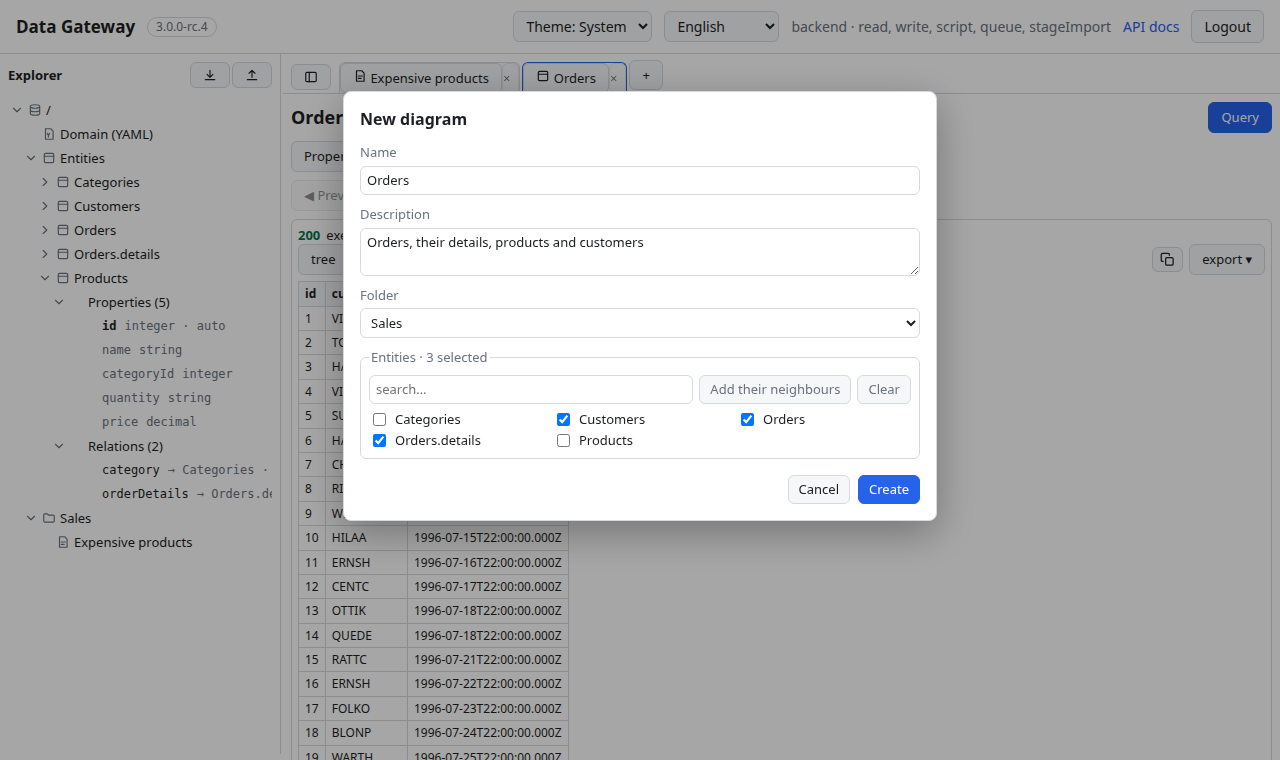 Data Gateway 3.0.0-rc.4 Theme: System English backend · read, write, script, queue, stageImport API docs Logout
Explorer
/
Domain (YAML)
Entities
Categories
Customers
Orders
Orders.details
Products
Properties (5)
id integer · auto
name string
categoryId integer
quantity string
price decimal
Relations (2)
category → Categories ·
orderDetails → Orders.de
Sales
Expensive products
Expensive products × Orders × +
Query
◀ Prev
200
tree
export ▾
id
1
2
3
4
5
6
7
8
9
10 HILAA 1996-07-15T22:00:00.000Z
11 ERNSH 1996-07-16T22:00:00.000Z
12 CENTC 1996-07-17T22:00:00.000Z
13 OTTIK 1996-07-18T22:00:00.000Z
14 QUEDE 1996-07-18T22:00:00.000Z
15 RATTC 1996-07-21T22:00:00.000Z
16 ERNSH 1996-07-22T22:00:00.000Z
17 FOLKO 1996-07-23T22:00:00.000Z
18 BLONP 1996-07-24T22:00:00.000Z
19 WARTH 1996-07-25T22:00:00.000Z
New diagram
Name
Orders
Description
Orders, their details, products and customers
Folder
Sales
Entities · 3 selected
search... Add their neighbours Clear
Categories Customers Orders
Orders.details Products
Cancel Create